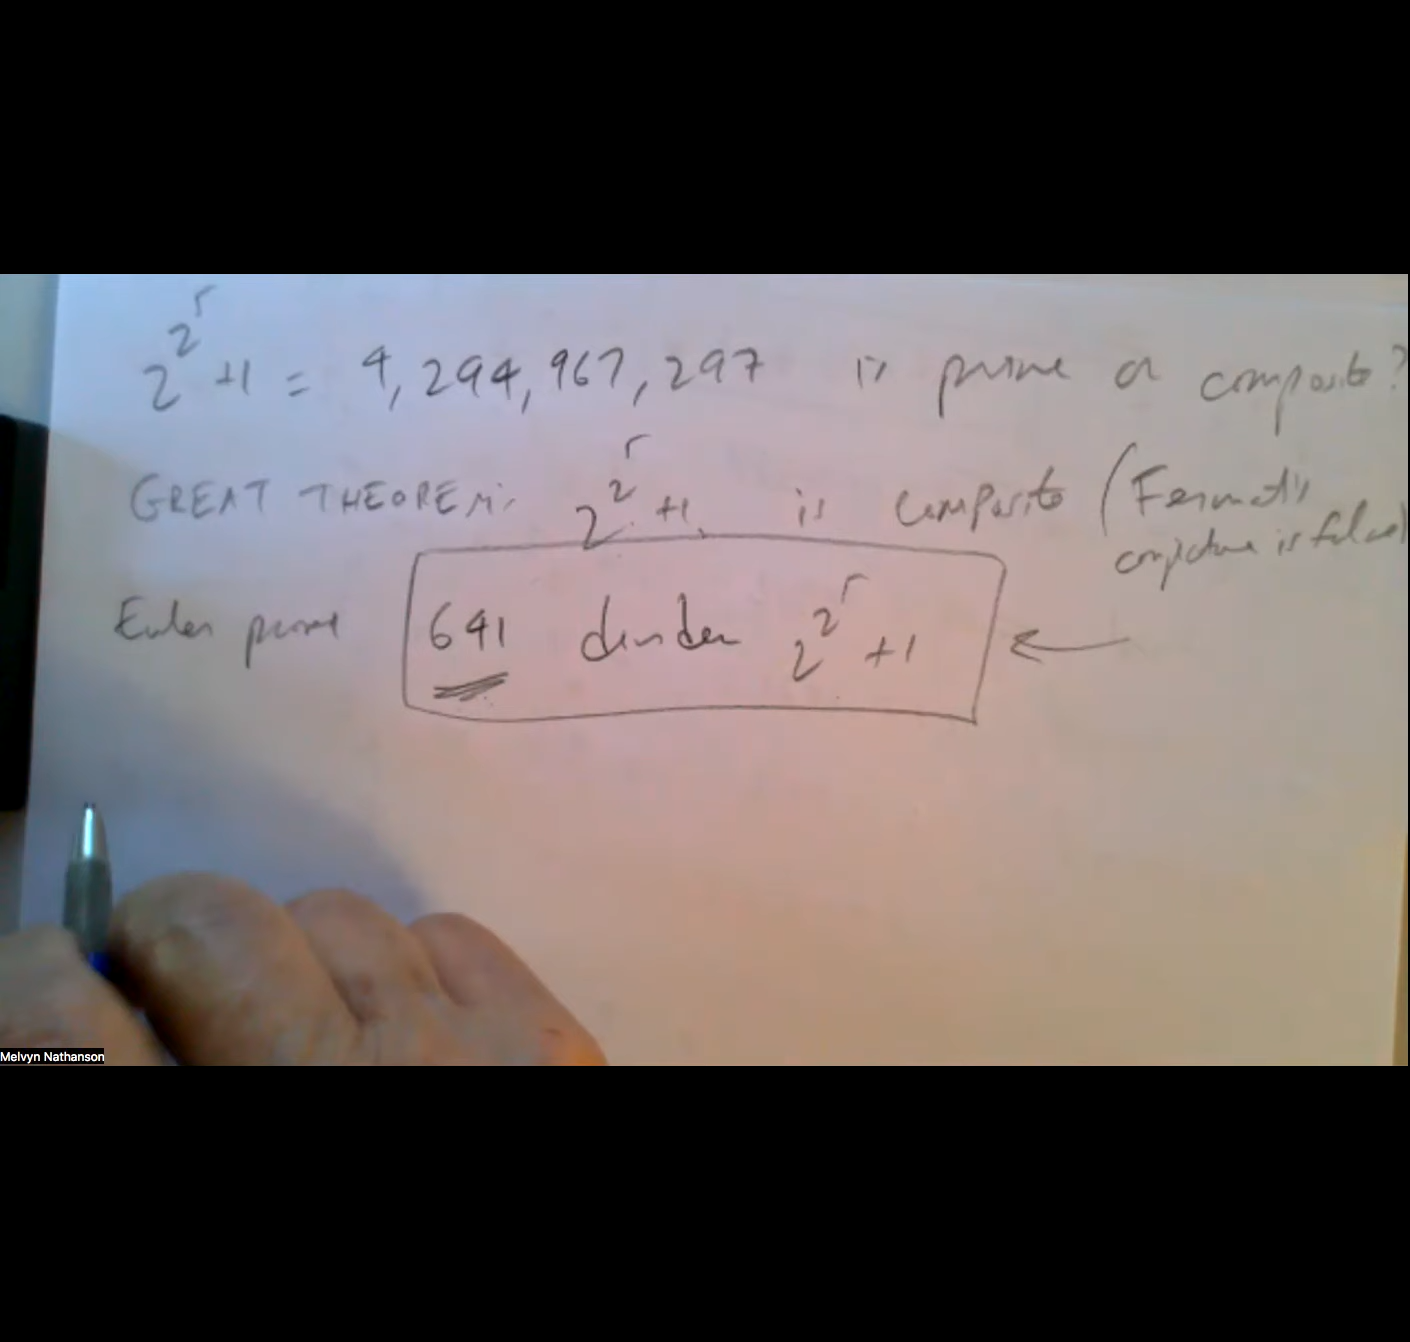 2^2^5 +1 = 4,294,967,297 is prime or composite?
GREAT THEOREM: 2^2^5 +1 is composite (Fermat's
conjecture is false)
Euler prove 641 divides 2^2^5 +1 ←
Melvyn Nathanson